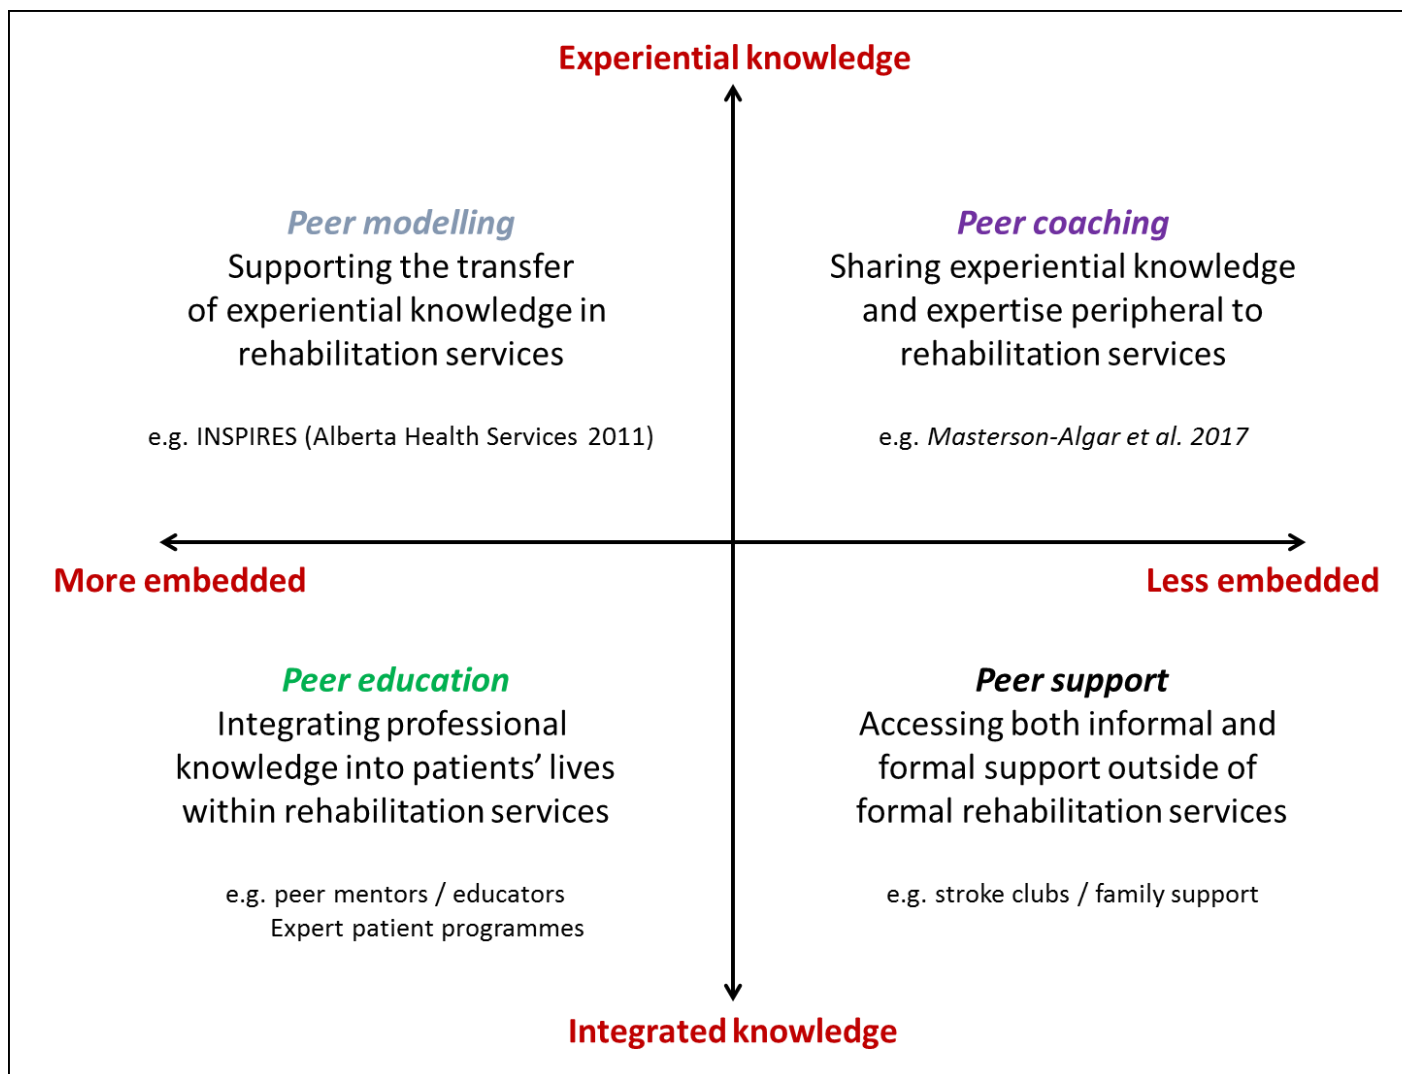 Experiential knowledge
Peer modelling
Supporting the transfer
of experiential knowledge in
rehabilitation services
e.g. INSPIRES (Alberta Health Services 2011)
Peer coaching
Sharing experiential knowledge
and expertise peripheral to
rehabilitation services
e.g. Masterson-Algar et al. 2017
More embedded
Less embedded
Peer education
Integrating professional
knowledge into patients’ lives
within rehabilitation services
e.g. peer mentors / educators
Expert patient programmes
Peer support
Accessing both informal and
formal support outside of
formal rehabilitation services
e.g. stroke clubs / family support
Integrated knowledge